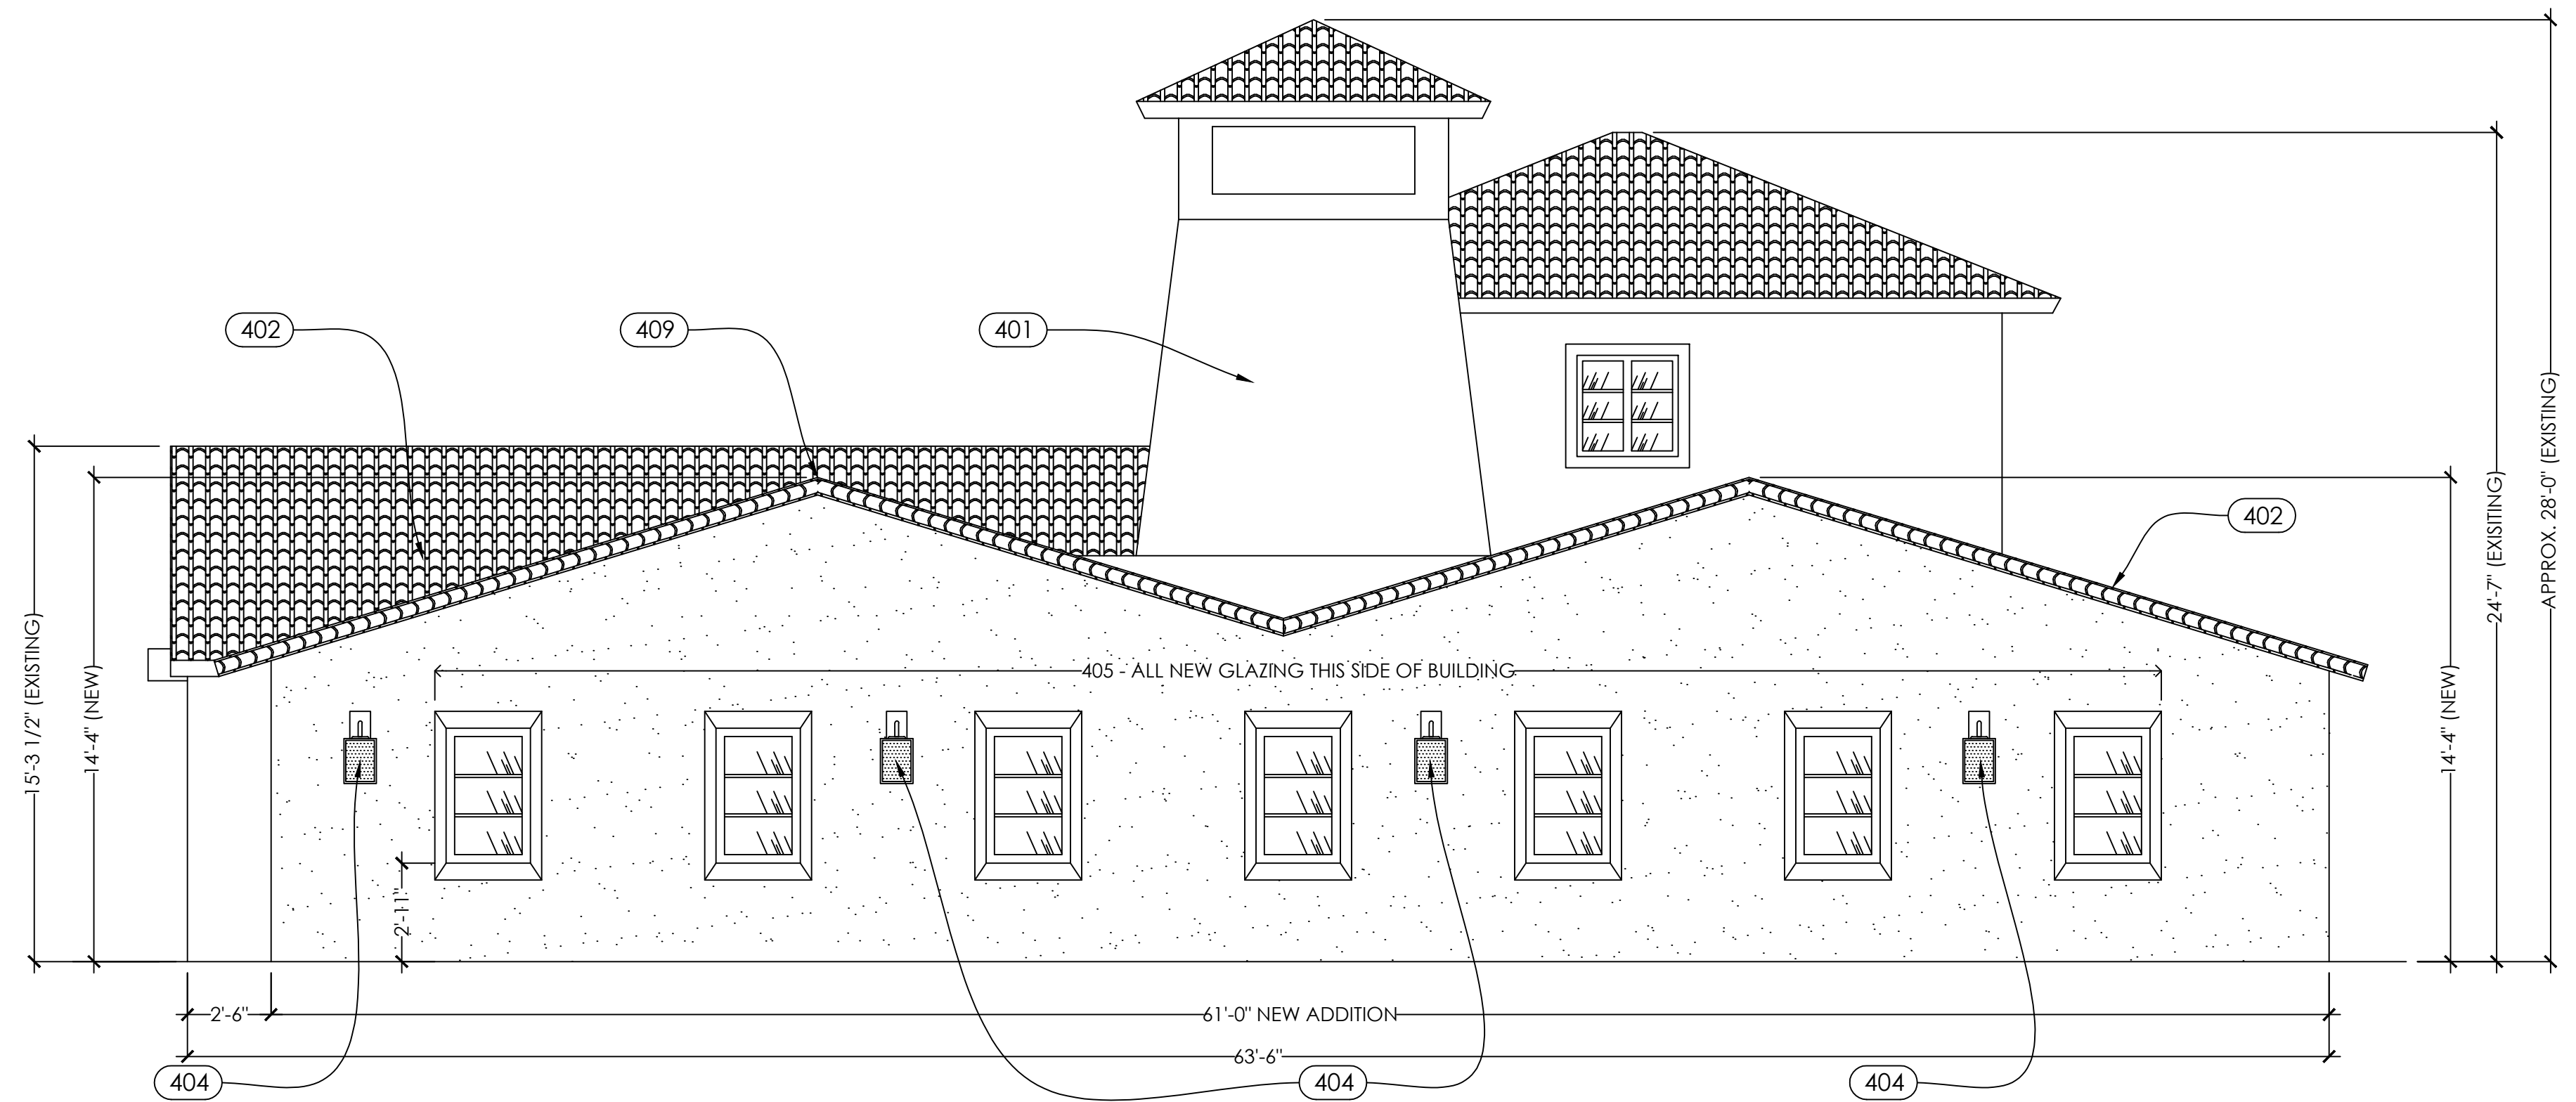 402
409
401
402
15'-3 1/2" (EXISTING)
14'-4" (NEW)
14'-4" (NEW)
24'-7" (EXISITING)
APPROX. 28'-0" (EXISTING)
405 - ALL NEW GLAZING THIS SIDE OF BUILDING
2'-11"
2'-6"
61'-0" NEW ADDITION
63'-6"
404
404
404